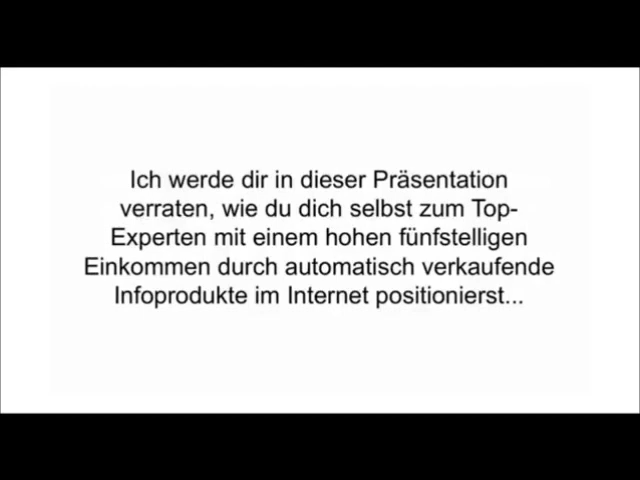 Ich werde dir in dieser Präsentation
verraten, wie du dich selbst zum Top-
Experten mit einem hohen fünfstelligen
Einkommen durch automatisch verkaufende
Infoprodukte im Internet positionierst...